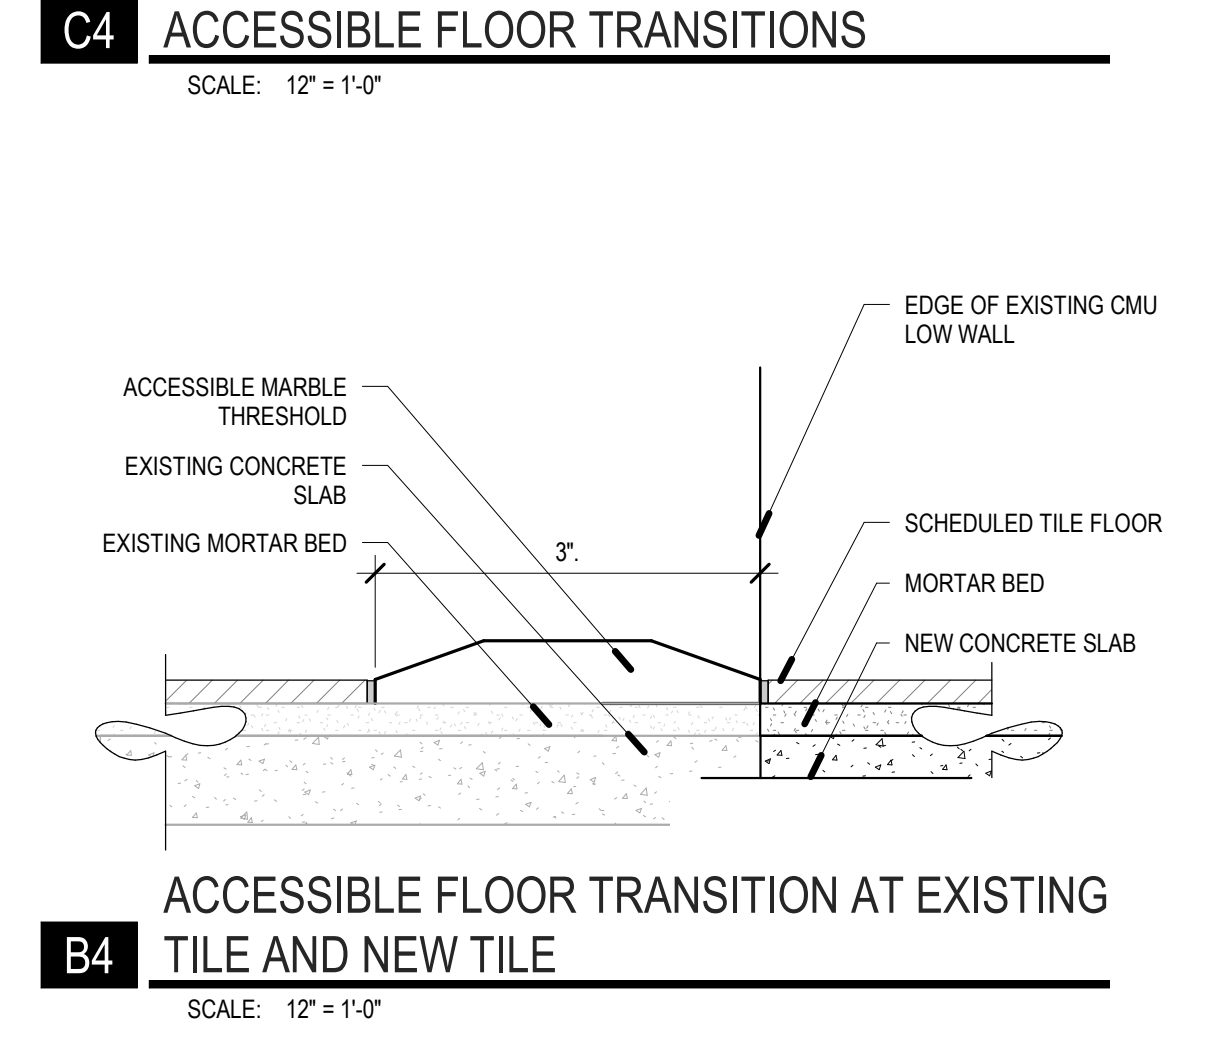 C4 ACCESSIBLE FLOOR TRANSITIONS
SCALE: 12" = 1'-0"
EDGE OF EXISTING CMU
LOW WALL
ACCESSIBLE MARBLE
THRESHOLD
EXISTING CONCRETE
SLAB
EXISTING MORTAR BED
3".
SCHEDULED TILE FLOOR
MORTAR BED
NEW CONCRETE SLAB
ACCESSIBLE FLOOR TRANSITION AT EXISTING
B4 TILE AND NEW TILE
SCALE: 12" = 1'-0"